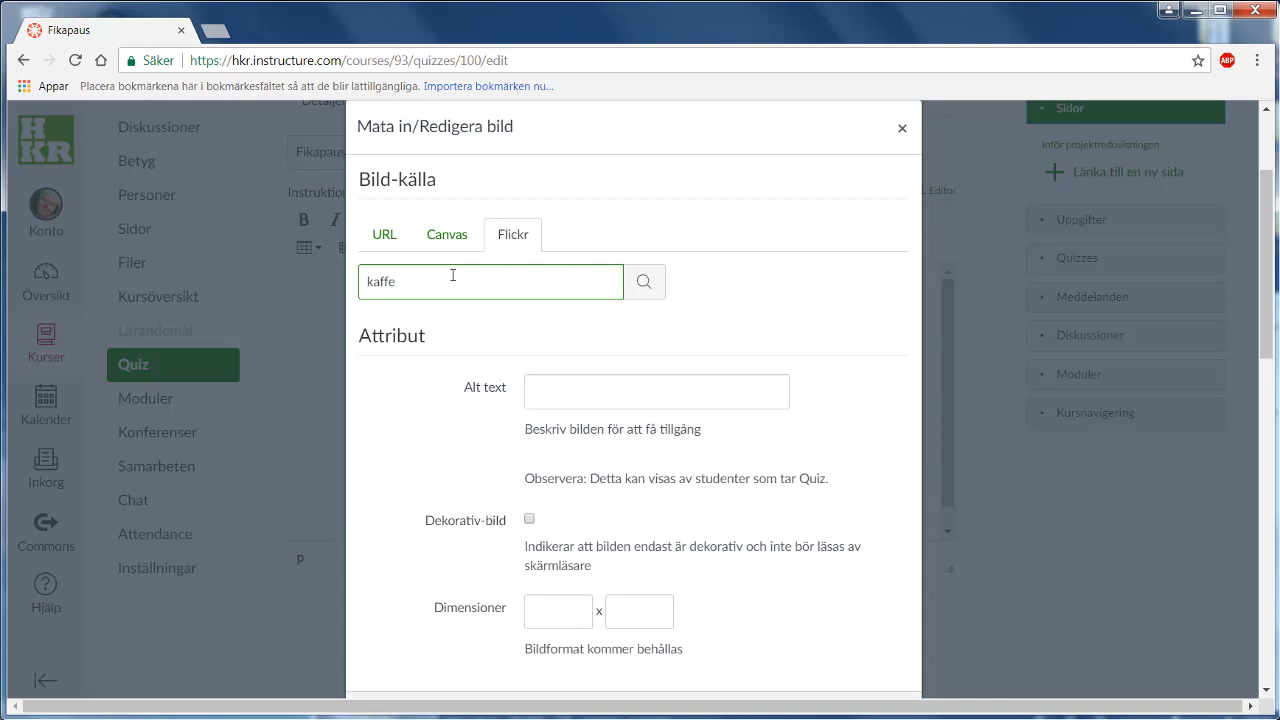 Fikapaus
Säker
https://hkr.instructure.com/courses/93/quizzes/100/edit
ABP
Appar
Placera bokmärkena här i bokmärkesfältet så att de blir lättillgängliga. Importera bokmärken nu...
HKR
Konto
Översikt
Kurser
Kalender
Inkorg
Commons
Hjälp
Diskussioner
Betyg
Personer
Sidor
Filer
Kursöversikt
Lärandemål
Quiz
Moduler
Konferenser
Samarbeten
Chat
Attendance
Inställningar
Detaljer
Fikapaus
B I
p
Mata in/Redigera bild
Bild-källa
URL Canvas Flickr
kaffe
Attribut
Alt text
Beskriv bilden för att få tillgång
Observera: Detta kan visas av studenter som tar Quiz.
Dekorativ-bild
Indikerar att bilden endast är dekorativ och inte bör läsas av
skärmläsare
Dimensioner
x
Bildformat kommer behållas
Editor
Sidor
Inför projektredovisningen
Länka till en ny sida
Uppgifter
Quizzes
Meddelanden
Diskussioner
Moduler
Kursnavigering